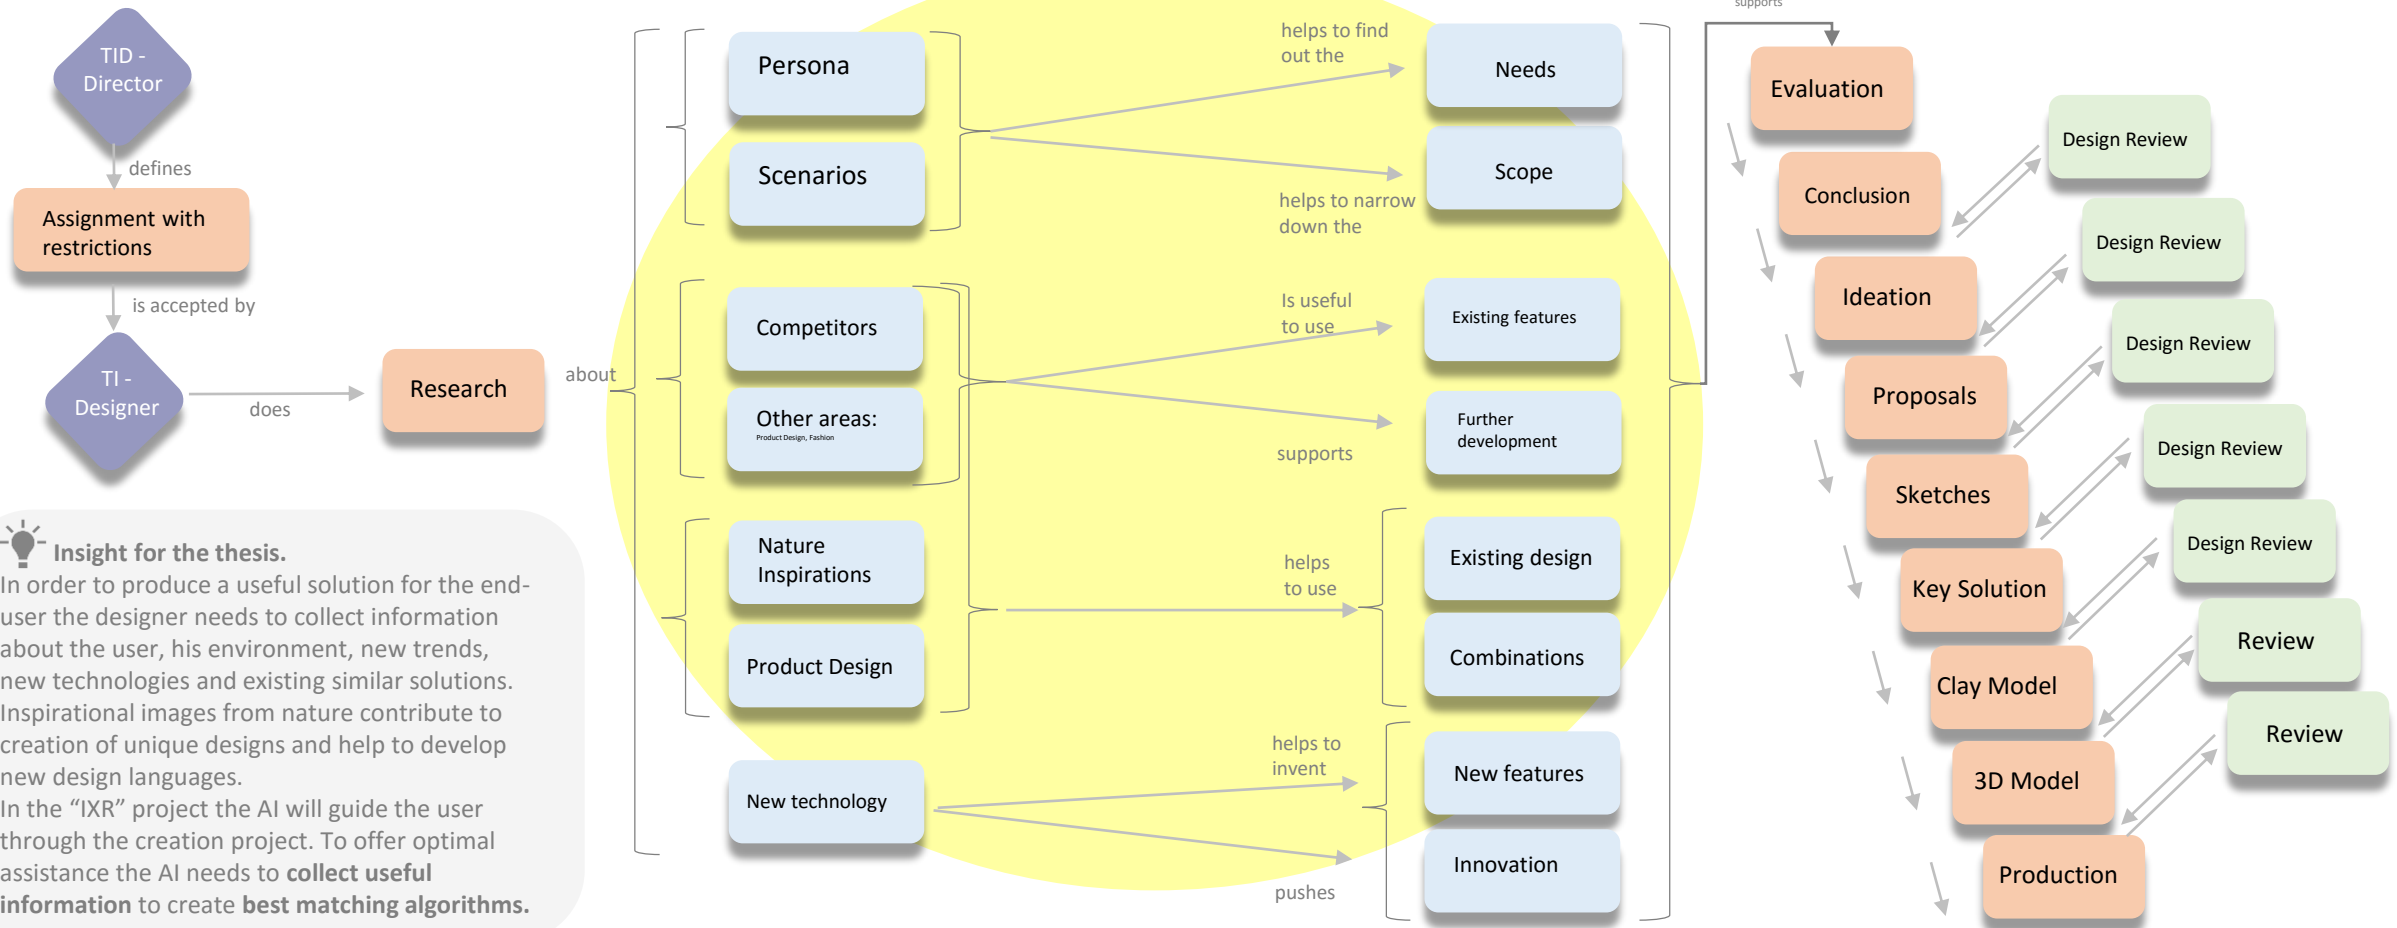 TID -
Director
defines
Assignment with
restrictions
is accepted by
TI -
Designer
does
Research
about
Persona
Scenarios
Competitors
Other areas:
Product Design, Fashion
Nature
Inspirations
Product Design
New technology
helps to find
out the
helps to narrow
down the
Is useful
to use
supports
helps
to use
helps to
invent
pushes
Needs
Scope
Existing features
Further
development
Existing design
Combinations
New features
Innovation
supports
Evaluation
Conclusion
Ideation
Proposals
Sketches
Key Solution
Clay Model
3D Model
Production
Design Review
Design Review
Design Review
Design Review
Design Review
Review
Review
Insight for the thesis.
In order to produce a useful solution for the end-
user the designer needs to collect information
about the user, his environment, new trends,
new technologies and existing similar solutions.
Inspirational images from nature contribute to
creation of unique designs and help to develop
new design languages.
In the “IXR” project the AI will guide the user
through the creation project. To offer optimal
assistance the AI needs to collect useful
information to create best matching algorithms.